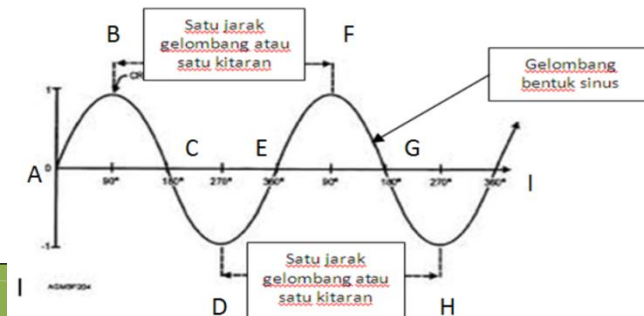 B
Satu jarak
gelombang atau
satu kitaran
F
Gelombang
bentuk sinus
1
A
0
C
E
G
I
90°
180°
270°
360°
90°
180°
270°
360°
-1
Satu jarak
gelombang atau
satu kitaran
I
D
H